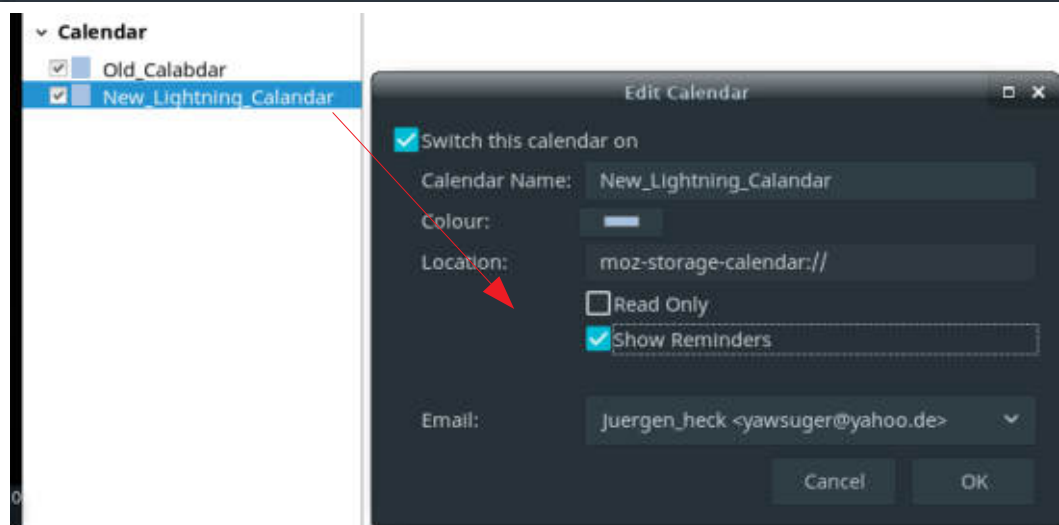 Calendar
Old_Calabdar
New_Lightning_Calandar
Edit Calendar
Switch this calendar on
Calendar Name: New_Lightning_Calandar
Colour:
Location: moz-storage-calendar://
Read Only
Show Reminders
Email: Juergen_heck <yawsuger@yahoo.de>
Cancel OK
0